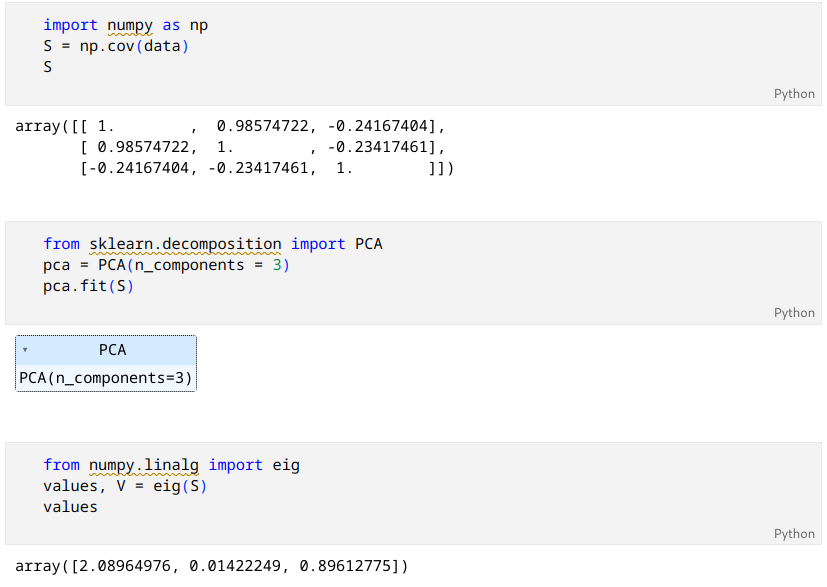 import numpy as np
S = np.cov(data)
S
Python
array([[ 1.        ,  0.98574722, -0.24167404],
       [ 0.98574722,  1.        , -0.23417461],
       [-0.24167404, -0.23417461,  1.        ]])
from sklearn.decomposition import PCA
pca = PCA(n_components = 3)
pca.fit(S)
Python
PCA
PCA(n_components=3)
from numpy.linalg import eig
values, V = eig(S)
values
Python
array([2.08964976, 0.01422249, 0.89612775])